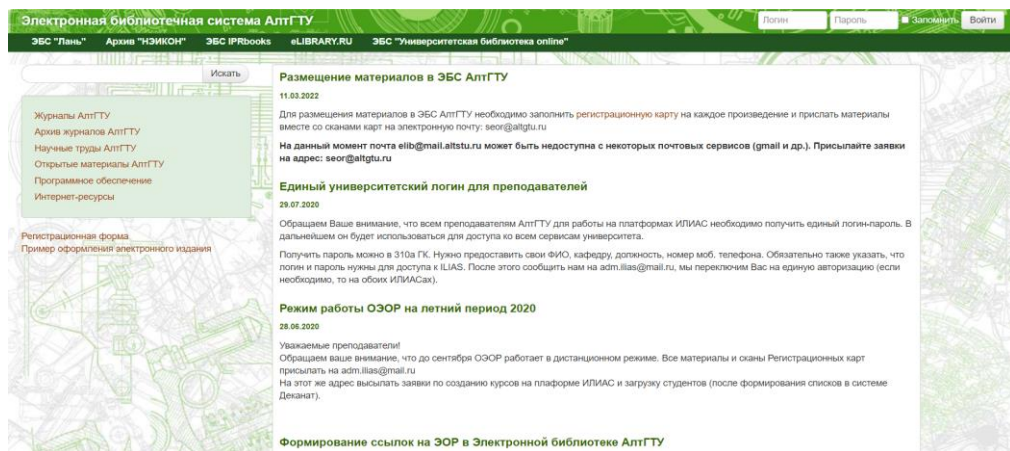 Электронная библиотечная система АлтГТУ
Логин Пароль Запомнить Войти
ЭБС "Лань" Архив "НЭИКОН" ЭБС IPRbooks eLIBRARY.RU ЭБС "Университетская библиотека online"
Искать
Журналы АлтГТУ
Архив журналов АлтГТУ
Научные труды АлтГТУ
Открытые материалы АлтГТУ
Программное обеспечение
Интернет-ресурсы
Регистрационная форма
Пример оформления электронного издания
Размещение материалов в ЭБС АлтГТУ
11.03.2022
Для размещения материалов в ЭБС АлтГТУ необходимо заполнить регистрационную карту на каждое произведение и прислать материалы
вместе со сканами карт на электронную почту: seor@altgtu.ru
На данный момент почта elib@mail.altstu.ru может быть недоступна с некоторых почтовых сервисов (gmail и др.). Присылайте заявки
на адрес: seor@altgtu.ru
Единый университетский логин для преподавателей
29.07.2020
Обращаем Ваше внимание, что всем преподавателям АлтГТУ для работы на платформах ИЛИАС необходимо получить единый логин-пароль. В
дальнейшем он будет использоваться для доступа ко всем сервисам университета.
Получить пароль можно в 310а ГК. Нужно предоставить свои ФИО, кафедру, должность, номер моб. телефона. Обязательно также указать, что
логин и пароль нужны для доступа к ILIAS. После этого сообщить нам на adm.ilias@mail.ru, мы переключим Вас на единую авторизацию (если
необходимо, то на обоих ИЛИАСах).
Режим работы ОЭОР на летний период 2020
28.06.2020
Уважаемые преподаватели!
Обращаем ваше внимание, что до сентября ОЭОР работает в дистанционном режиме. Все материалы и сканы Регистрационных карт
присылать на adm.ilias@mail.ru
На этот же адрес высылать заявки по созданию курсов на плаформе ИЛИАС и загрузку студентов (после формирования списков в системе
Деканат).
Формирование ссылок на ЭОР в Электронной библиотеке АлтГТУ